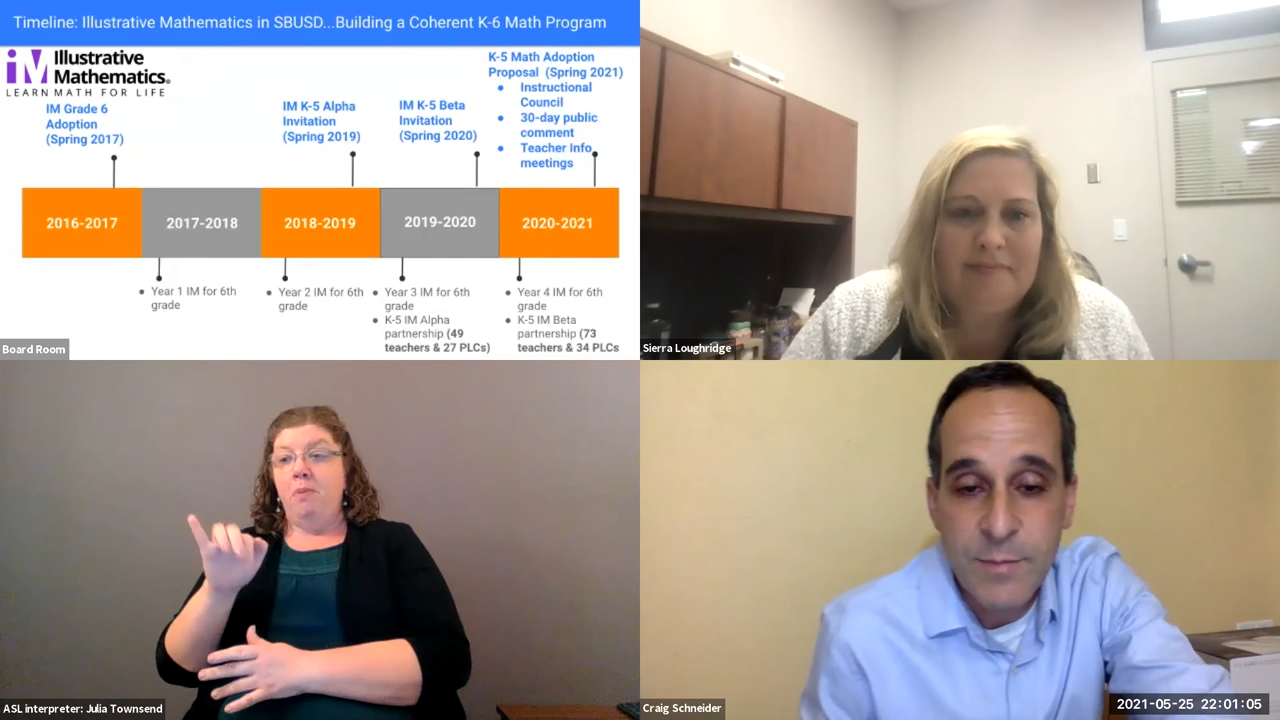 Timeline: Illustrative Mathematics in SBUSD...Building a Coherent K-6 Math Program
iM Illustrative
Mathematics®
LEARN MATH FOR LIFE
IM Grade 6
Adoption
(Spring 2017)
IM K-5 Alpha
Invitation
(Spring 2019)
IM K-5 Beta
Invitation
(Spring 2020)
K-5 Math Adoption
Proposal (Spring 2021)
● Instructional
Council
● 30-day public
comment
● Teacher Info
meetings
2016-2017
2017-2018
2018-2019
2019-2020
2020-2021
● Year 1 IM for 6th
grade
● Year 2 IM for 6th
grade
● Year 3 IM for 6th
grade
● K-5 IM Alpha
partnership (49
teachers & 27 PLCs)
● Year 4 IM for 6th
grade
● K-5 IM Beta
partnership (73
teachers & 34 PLCs
Board Room
Sierra Loughridge
ASL interpreter: Julia Townsend
Craig Schneider
2021-05-25 22:01:05